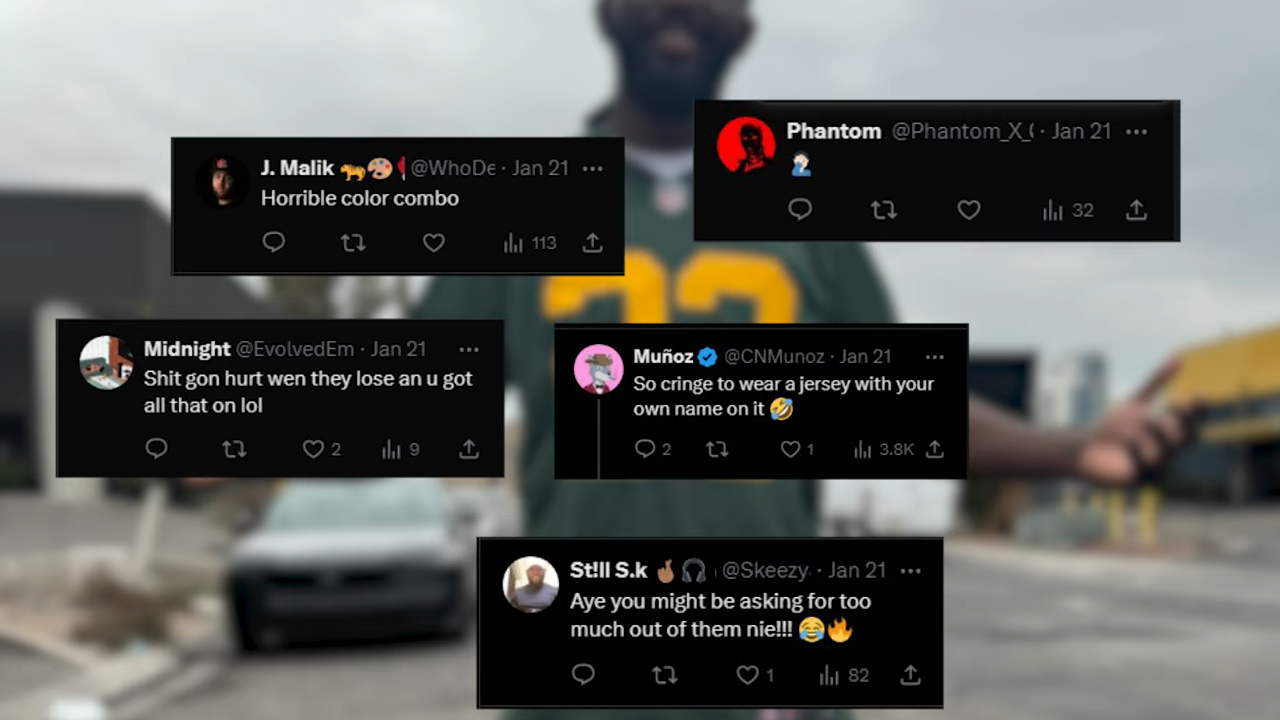 J. Malik 🐅🎨 @WhoDe · Jan 21
Horrible color combo
113
Phantom @Phantom_X_ · Jan 21
🤦🏻‍♂️
32
Midnight @EvolvedEm · Jan 21
Shit gon hurt wen they lose an u got
all that on lol
2 9
Muñoz @CNMunoz · Jan 21
So cringe to wear a jersey with your
own name on it 🤣
2 1 3.8K
St!ll S.k 🤞🏽🎧 @Skeezy · Jan 21
Aye you might be asking for too
much out of them nie!!! 😂🔥
1 82